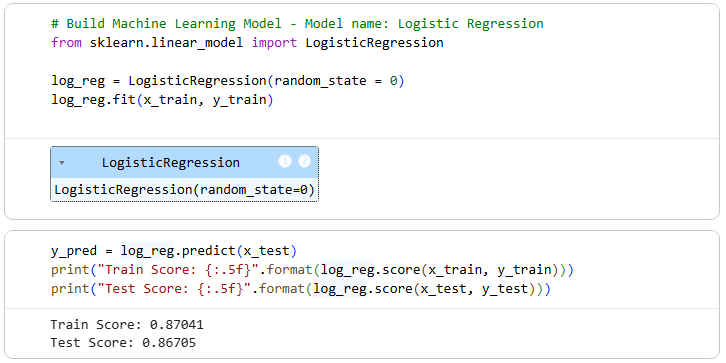 # Build Machine Learning Model - Model name: Logistic Regression
from sklearn.linear_model import LogisticRegression
log_reg = LogisticRegression(random_state = 0)
log_reg.fit(x_train, y_train)
LogisticRegression i ?
LogisticRegression(random_state=0)
y_pred = log_reg.predict(x_test)
print("Train Score: {:.5f}".format(log_reg.score(x_train, y_train)))
print("Test Score: {:.5f}".format(log_reg.score(x_test, y_test)))
Train Score: 0.87041
Test Score: 0.86705